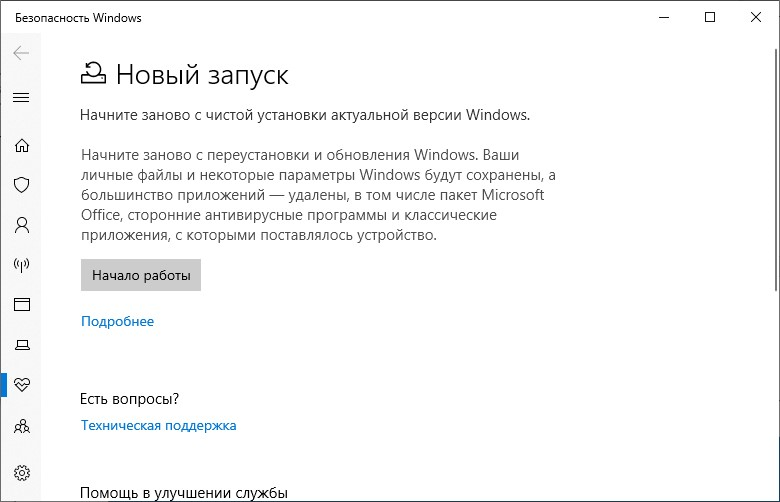 Безопасность Windows
Новый запуск
Начните заново с чистой установки актуальной версии Windows.
Начните заново с переустановки и обновления Windows. Ваши
личные файлы и некоторые параметры Windows будут сохранены, а
большинство приложений — удалены, в том числе пакет Microsoft
Office, сторонние антивирусные программы и классические
приложения, с которыми поставлялось устройство.
Начало работы
Подробнее
Есть вопросы?
Техническая поддержка
Помощь в улучшении службы